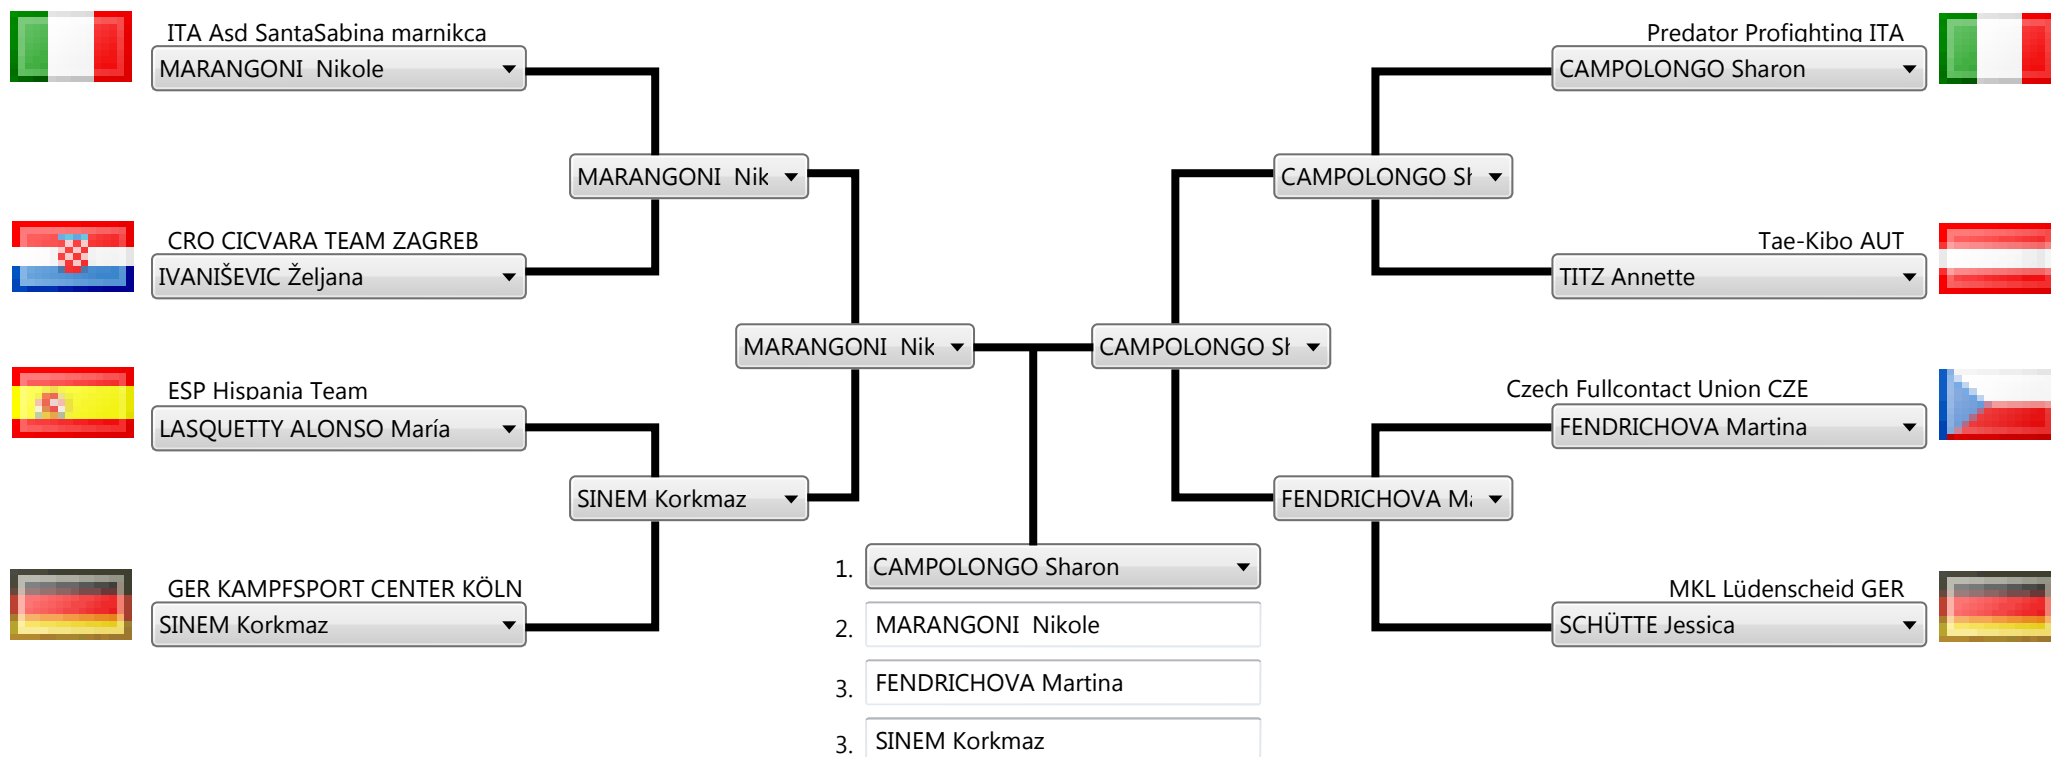 ITA Asd SantaSabina marnikca
MARANGONI  Nikole
CRO CICVARA TEAM ZAGREB
IVANIŠEVIC Željana
ESP Hispania Team
LASQUETTY ALONSO María
GER KAMPFSPORT CENTER KÖLN
SINEM Korkmaz
MARANGONI  Nik
SINEM Korkmaz
MARANGONI  Nik
CAMPOLONGO Sh
CAMPOLONGO Sh
FENDRICHOVA Ma
Predator Profighting ITA
CAMPOLONGO Sharon
Tae-Kibo AUT
TITZ Annette
Czech Fullcontact Union CZE
FENDRICHOVA Martina
MKL Lüdenscheid GER
SCHÜTTE Jessica
1. CAMPOLONGO Sharon
2. MARANGONI  Nikole
3. FENDRICHOVA Martina
3. SINEM Korkmaz